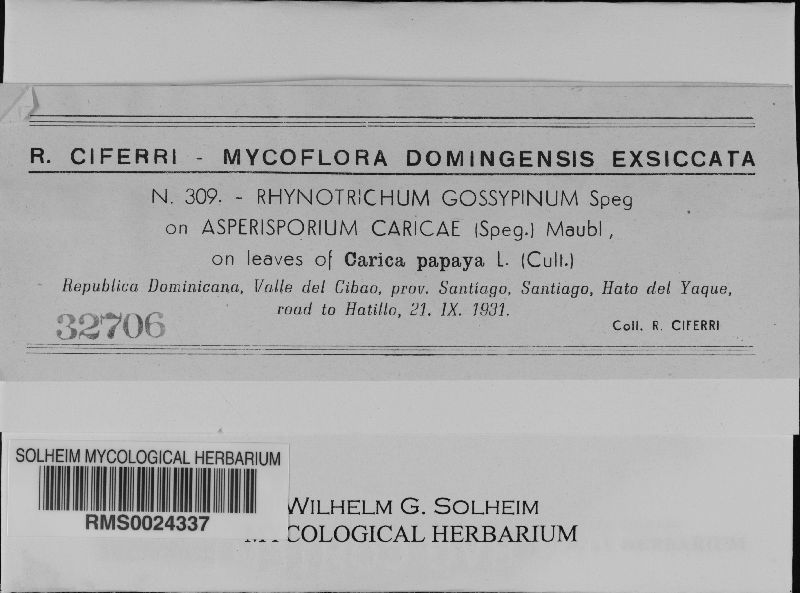 R. CIFERRI - MYCOFLORA DOMINGENSIS EXSICCATA
N. 309. - RHYNOTRICHUM GOSSYPINUM Speg
on ASPERISPORIUM CARICAE (Speg.) Maubl,
on leaves of Carica papaya L. (Cult.)
Republica Dominicana, Valle del Cibao, prov. Santiago, Santiago, Hato del Yaque,
road to Hatillo, 21. IX. 1931.
32706
Coll. R. CIFERRI
SOLHEIM MYCOLOGICAL HERBARIUM
RMS0024337
WILHELM G. SOLHEIM
MYCOLOGICAL HERBARIUM